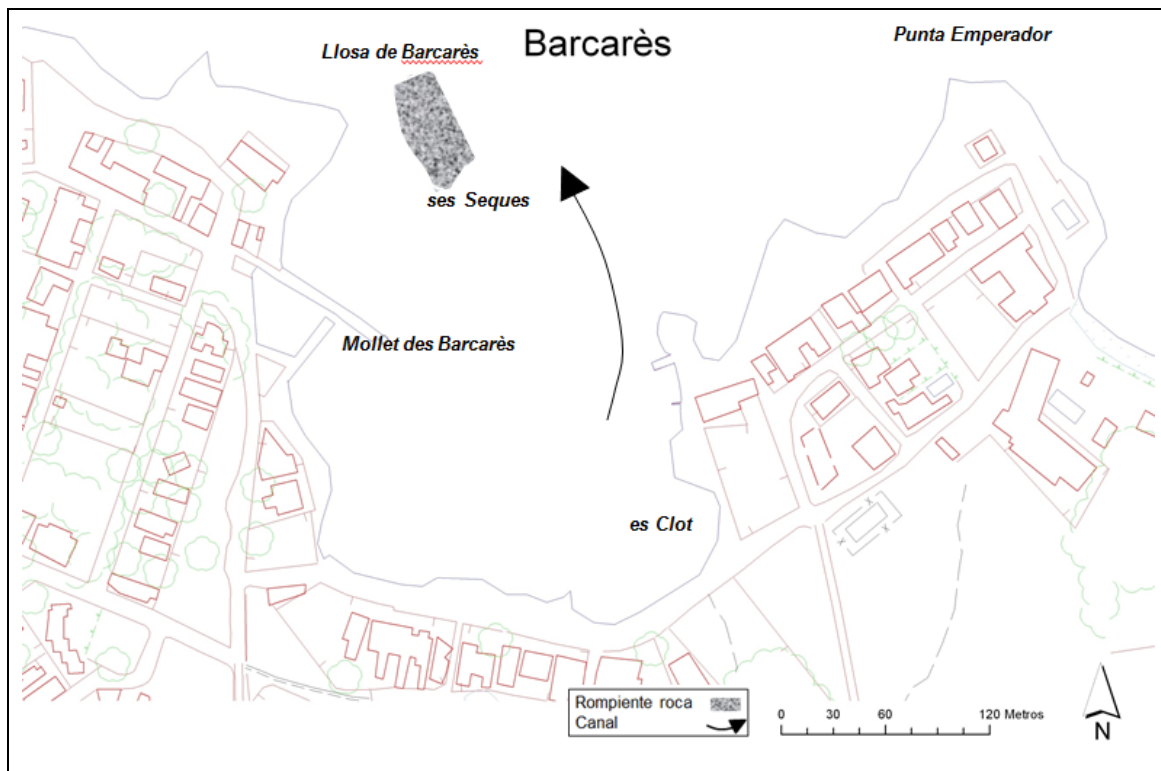 Barcarès
Punta Emperador
Llosa de Barcarès
ses Seques
Mollet des Barcarès
es Clot
Rompiente roca
Canal
0 30 60 120 Metros
N